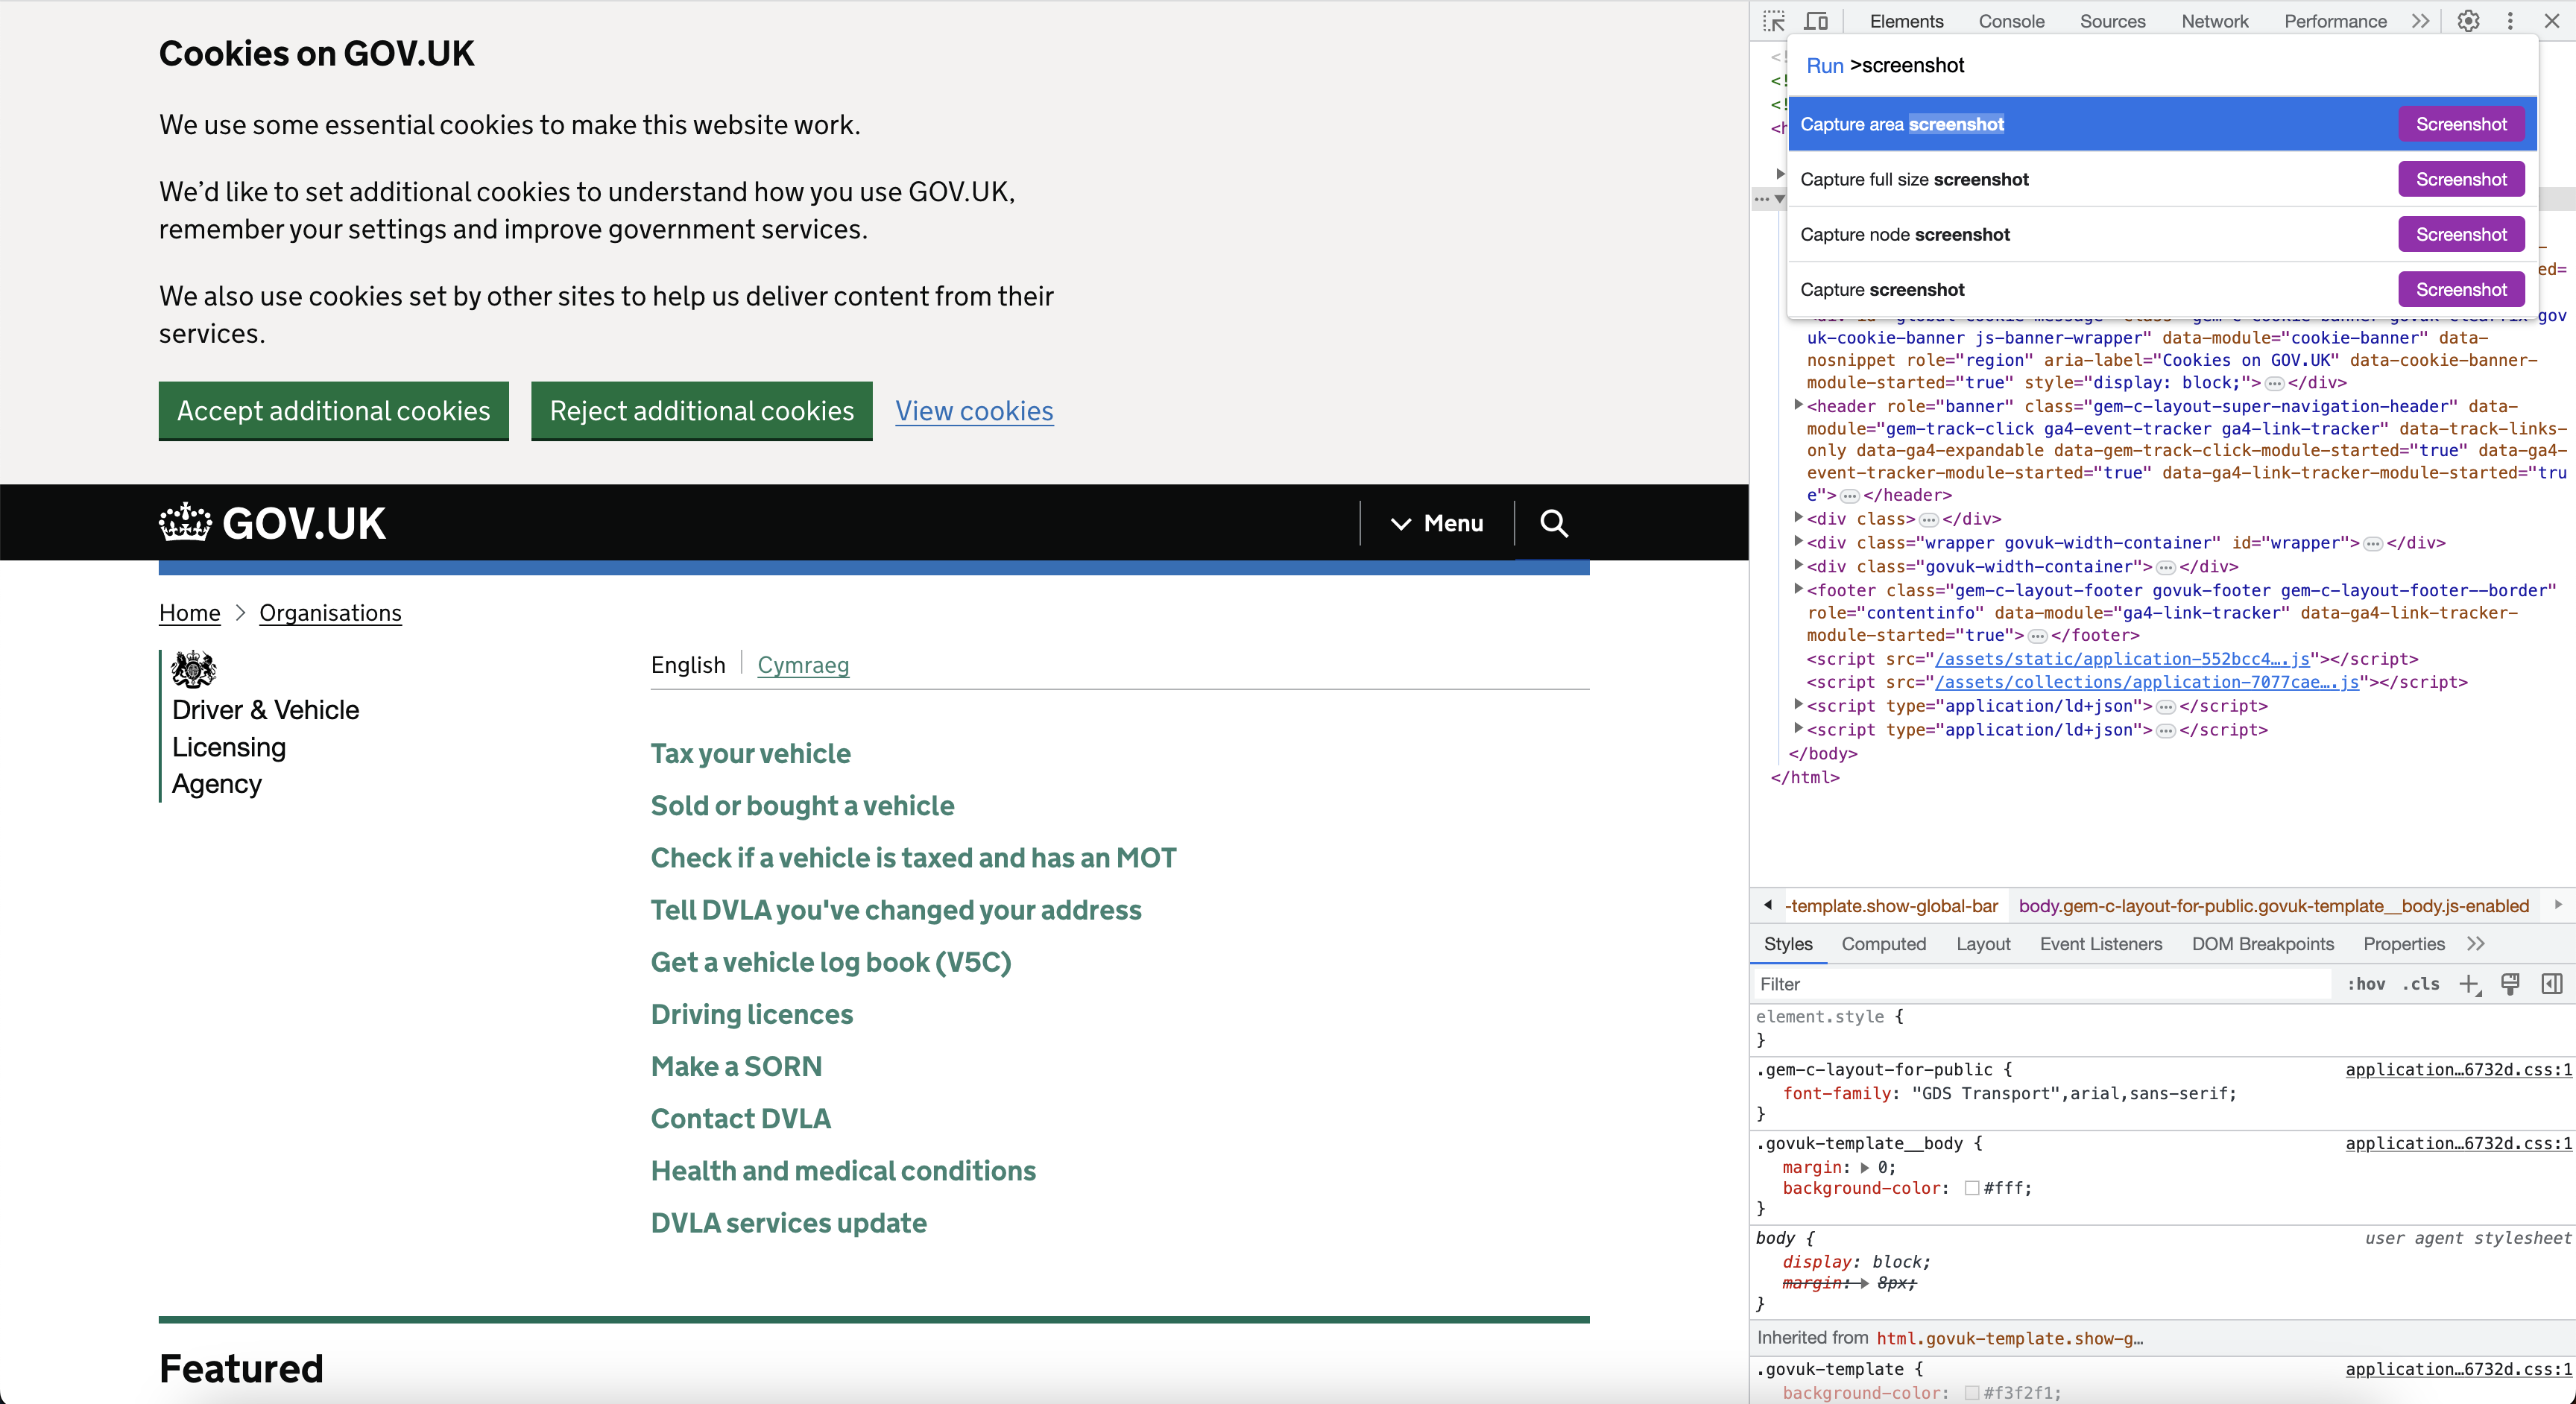 Cookies on GOV.UK
We use some essential cookies to make this website work.
We’d like to set additional cookies to understand how you use GOV.UK,
remember your settings and improve government services.
We also use cookies set by other sites to help us deliver content from their
services.
Accept additional cookies
Reject additional cookies
View cookies
GOV.UK
Menu
Home
Organisations
Driver & Vehicle
Licensing
Agency
English
Cymraeg
Tax your vehicle
Sold or bought a vehicle
Check if a vehicle is taxed and has an MOT
Tell DVLA you've changed your address
Get a vehicle log book (V5C)
Driving licences
Make a SORN
Contact DVLA
Health and medical conditions
DVLA services update
Featured
Elements Console Sources Network Performance
Run >screenshot
Capture area screenshot Screenshot
Capture full size screenshot Screenshot
Capture node screenshot Screenshot
Capture screenshot Screenshot
ed=
uk-cookie-banner js-banner-wrapper" data-module="cookie-banner" data-
nosnippet role="region" aria-label="Cookies on GOV.UK" data-cookie-banner-
module-started="true" style="display: block;">…</div>
<header role="banner" class="gem-c-layout-super-navigation-header" data-
module="gem-track-click ga4-event-tracker ga4-link-tracker" data-track-links-
only data-ga4-expandable data-gem-track-click-module-started="true" data-ga4-
event-tracker-module-started="true" data-ga4-link-tracker-module-started="tru
e">…</header>
<div class>…</div>
<div class="wrapper govuk-width-container" id="wrapper">…</div>
<div class="govuk-width-container">…</div>
<footer class="gem-c-layout-footer govuk-footer gem-c-layout-footer--border"
role="contentinfo" data-module="ga4-link-tracker" data-ga4-link-tracker-
module-started="true">…</footer>
<script src="/assets/static/application-552bcc4….js"></script>
<script src="/assets/collections/application-7077cae….js"></script>
<script type="application/ld+json">…</script>
<script type="application/ld+json">…</script>
</body>
</html>
-template.show-global-bar body.gem-c-layout-for-public.govuk-template__body.js-enabled
Styles Computed Layout Event Listeners DOM Breakpoints Properties
Filter :hov .cls
element.style {
}
.gem-c-layout-for-public { application…6732d.css:1
font-family: "GDS Transport",arial,sans-serif;
}
.govuk-template__body { application…6732d.css:1
margin: 0;
background-color: #fff;
}
body { user agent stylesheet
display: block;
margin: 8px;
}
Inherited from html.govuk-template.show-g…
.govuk-template { application…6732d.css:1
background-color: #f3f2f1;